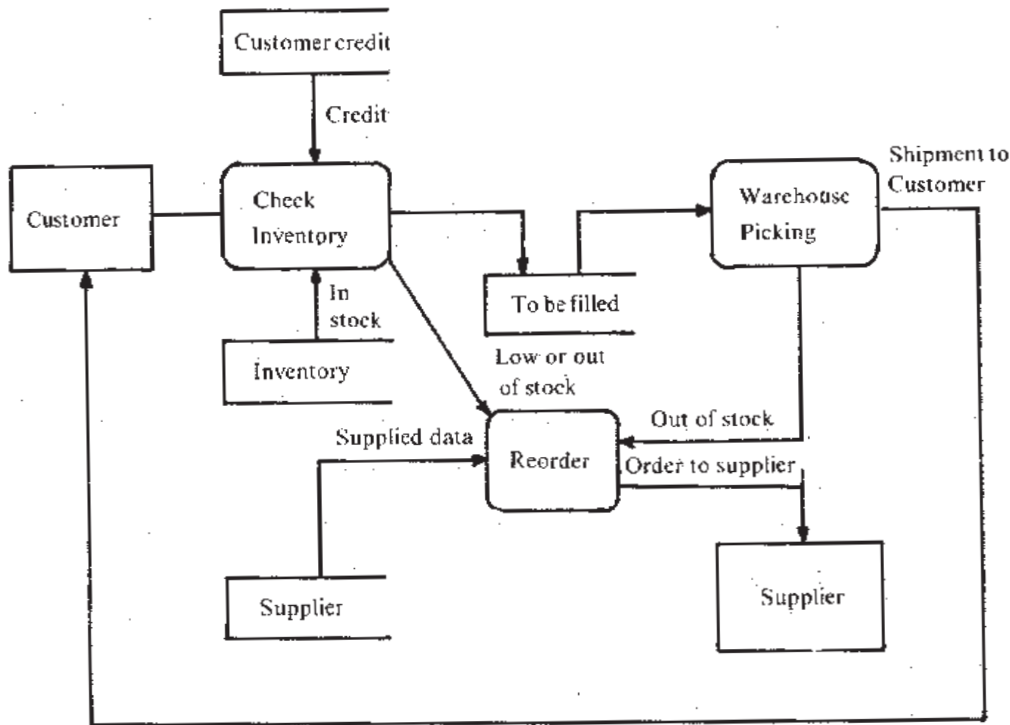 Customer credit
Credit
Shipment to
Customer
Customer
Check
Inventory
Warehouse
Picking
In
stock
To be filled
Inventory
Low or out
of stock
Supplied data
Reorder
Out of stock
Order to supplier
Supplier
Supplier